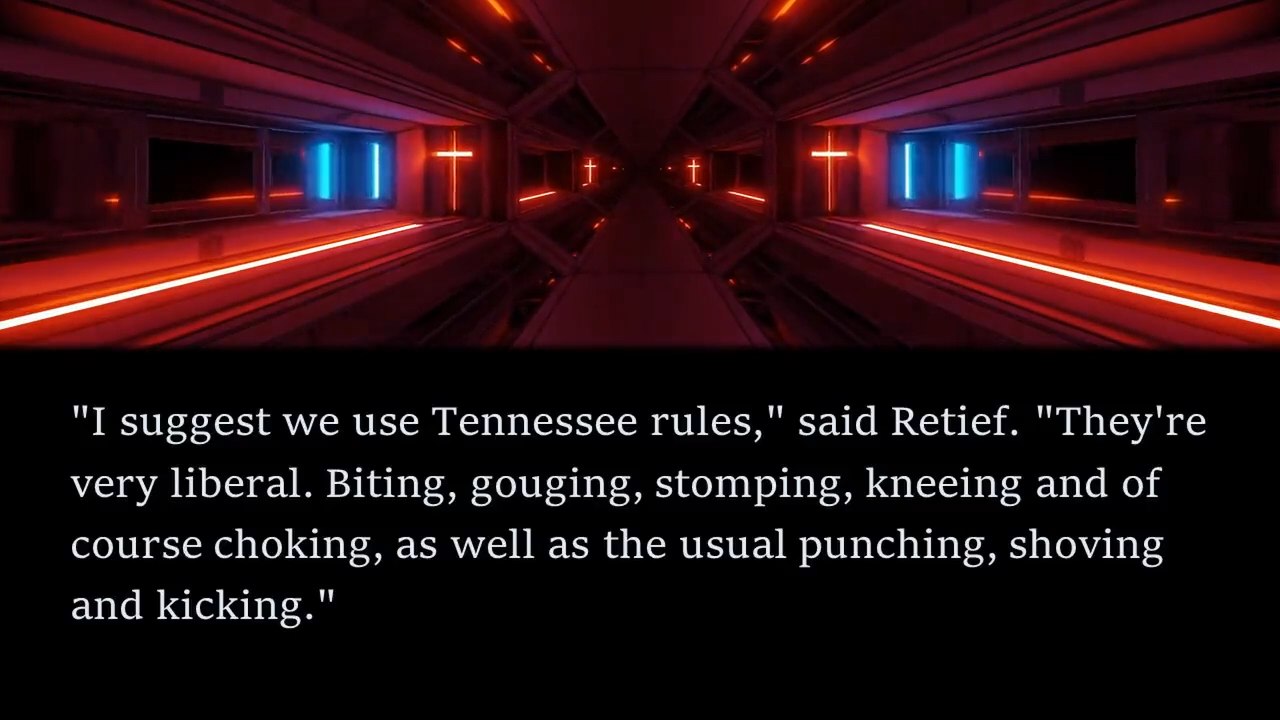 "I suggest we use Tennessee rules," said Retief. "They're
very liberal. Biting, gouging, stomping, kneeing and of
course choking, as well as the usual punching, shoving
and kicking."